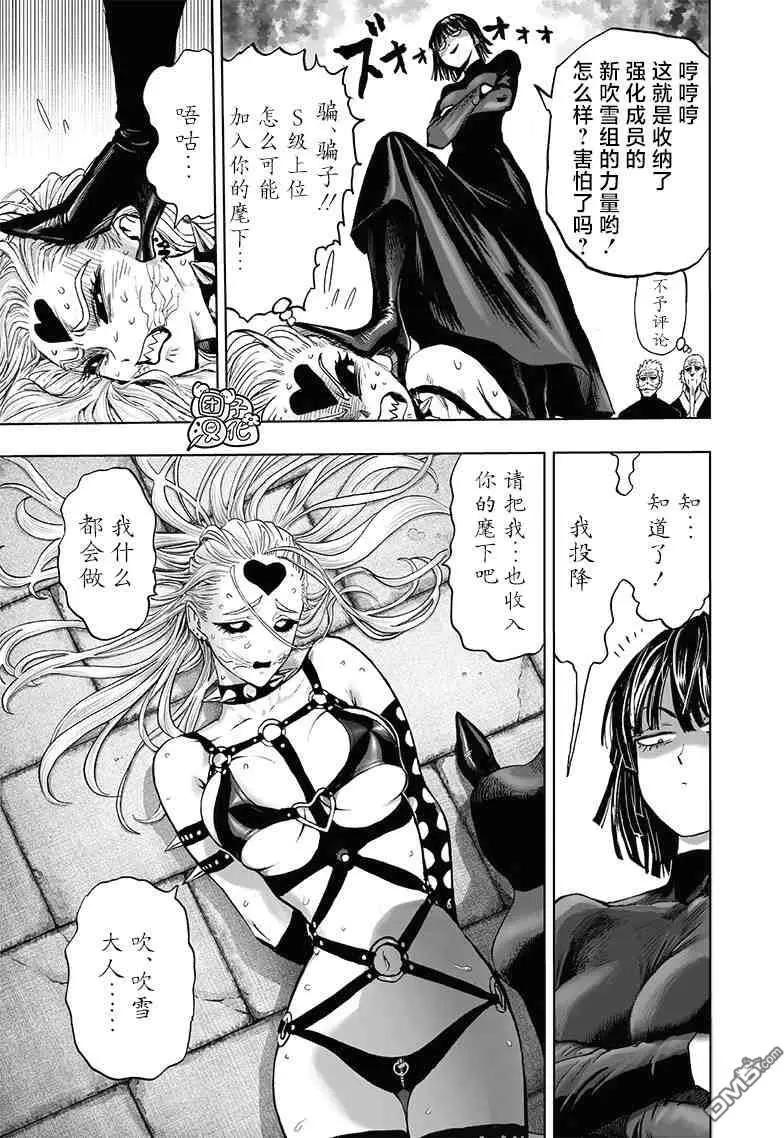 哼哼哼
这就是收纳了
强化成员的
新吹雪组的力量哟！
怎么样？害怕了吗？
ズオォォォォ
不予评论
骗、骗子!!
S级上位
怎么可能
加入你的麾下…
唔咕…
团子
汉化
知…
知道了！
我投降
请把我…也收入
你的麾下吧
我什么
都会做
吹、吹雪
大人……
DM5.com